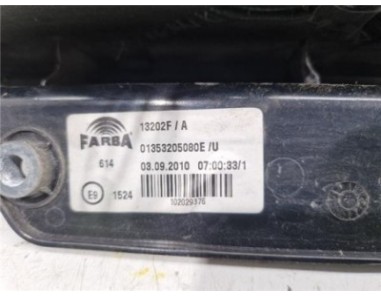 13202F / A
FARBA
01353205080E /U
614
03.09.2010 07:00:33/1
E9 1524
102029376